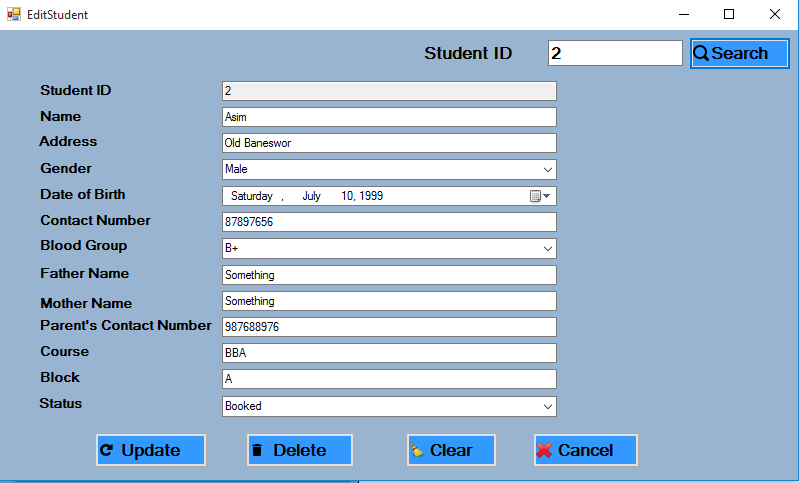 EditStudent
Student ID 2 Search
Student ID 2
Name Asim
Address Old Baneswor
Gender Male
Date of Birth Saturday , July 10, 1999
Contact Number 87897656
Blood Group B+
Father Name Something
Mother Name Something
Parent's Contact Number 987688976
Course BBA
Block A
Status Booked
Update Delete Clear Cancel